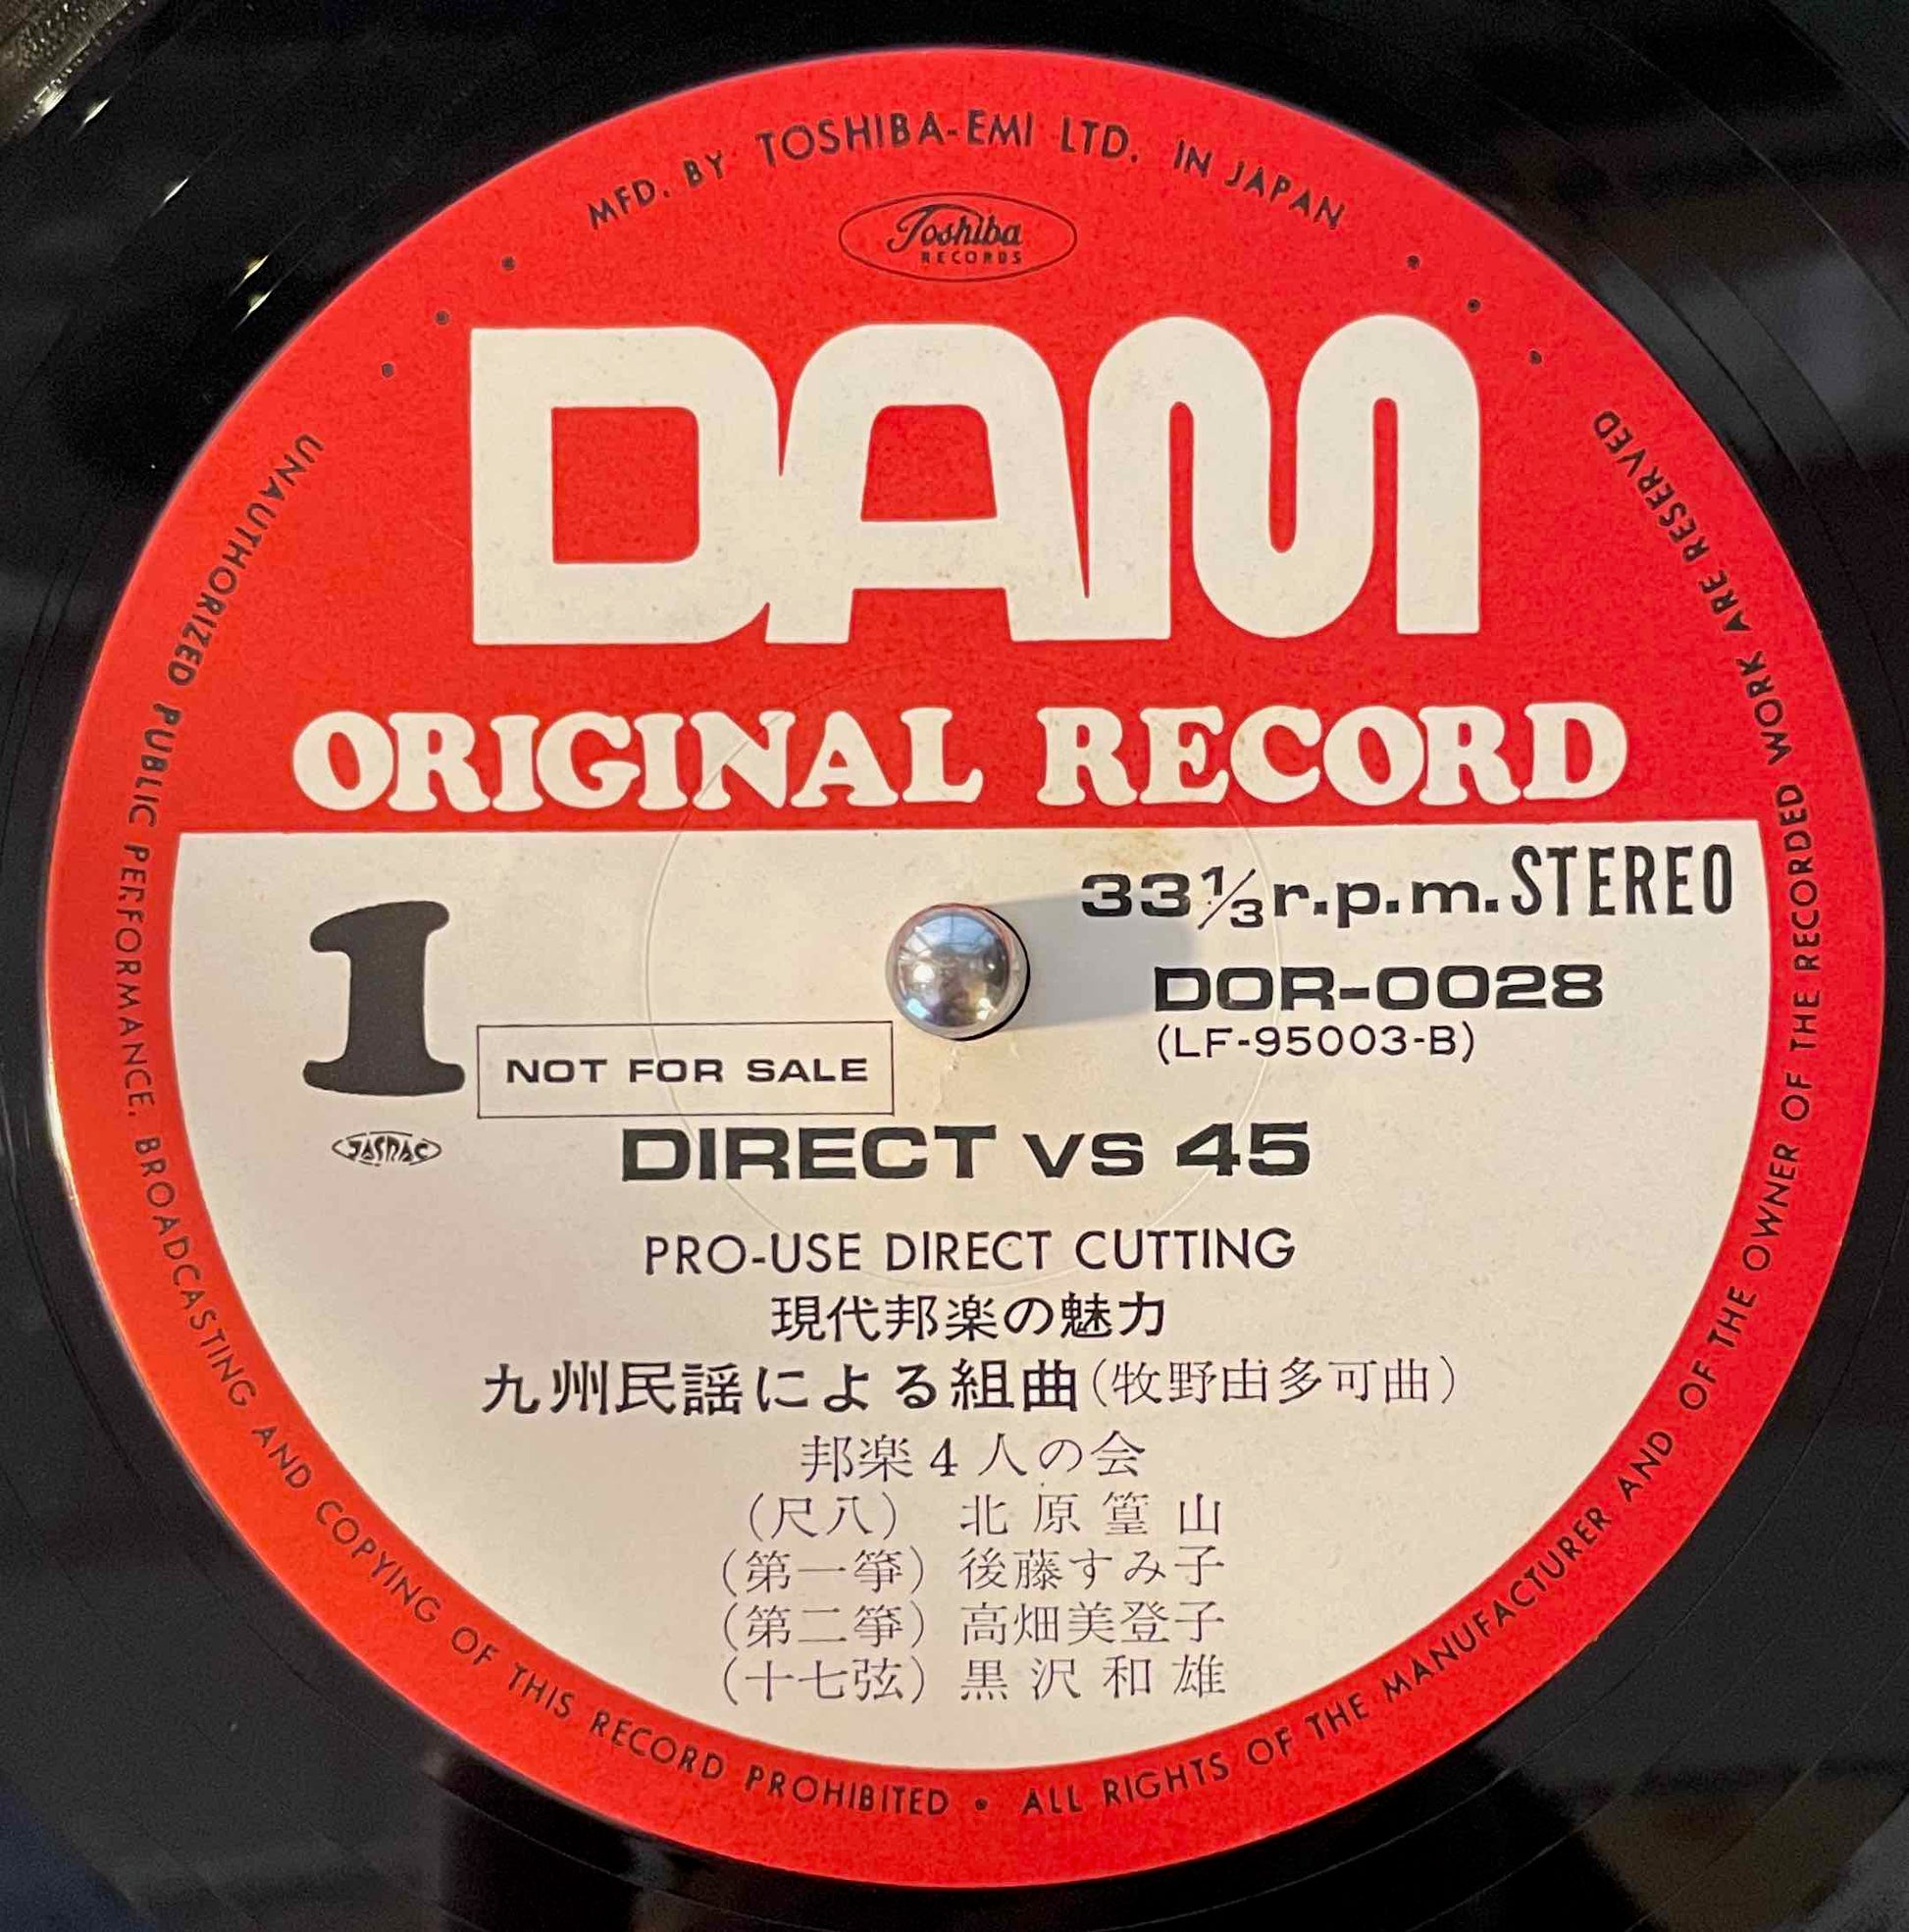 MFD. BY TOSHIBA-EMI LTD. IN JAPAN
Toshiba
RECORDS
DAM
ORIGINAL RECORD
33⅓r.p.m. STEREO
1
DOR-0028
(LF-95003-B)
NOT FOR SALE
JASRAC
DIRECT vs 45
PRO-USE DIRECT CUTTING
現代邦楽の魅力
九州民謡による組曲(牧野由多可曲)
邦楽4人の会
(尺八) 北原篁山
(第一箏) 後藤すみ子
(第二箏) 高畑美登子
(十七弦) 黒沢和雄
UNAUTHORIZED PUBLIC PERFORMANCE, BROADCASTING AND COPYING OF THIS RECORD PROHIBITED • ALL RIGHTS OF THE MANUFACTURER AND OF THE OWNER OF THE RECORDED WORK ARE RESERVED